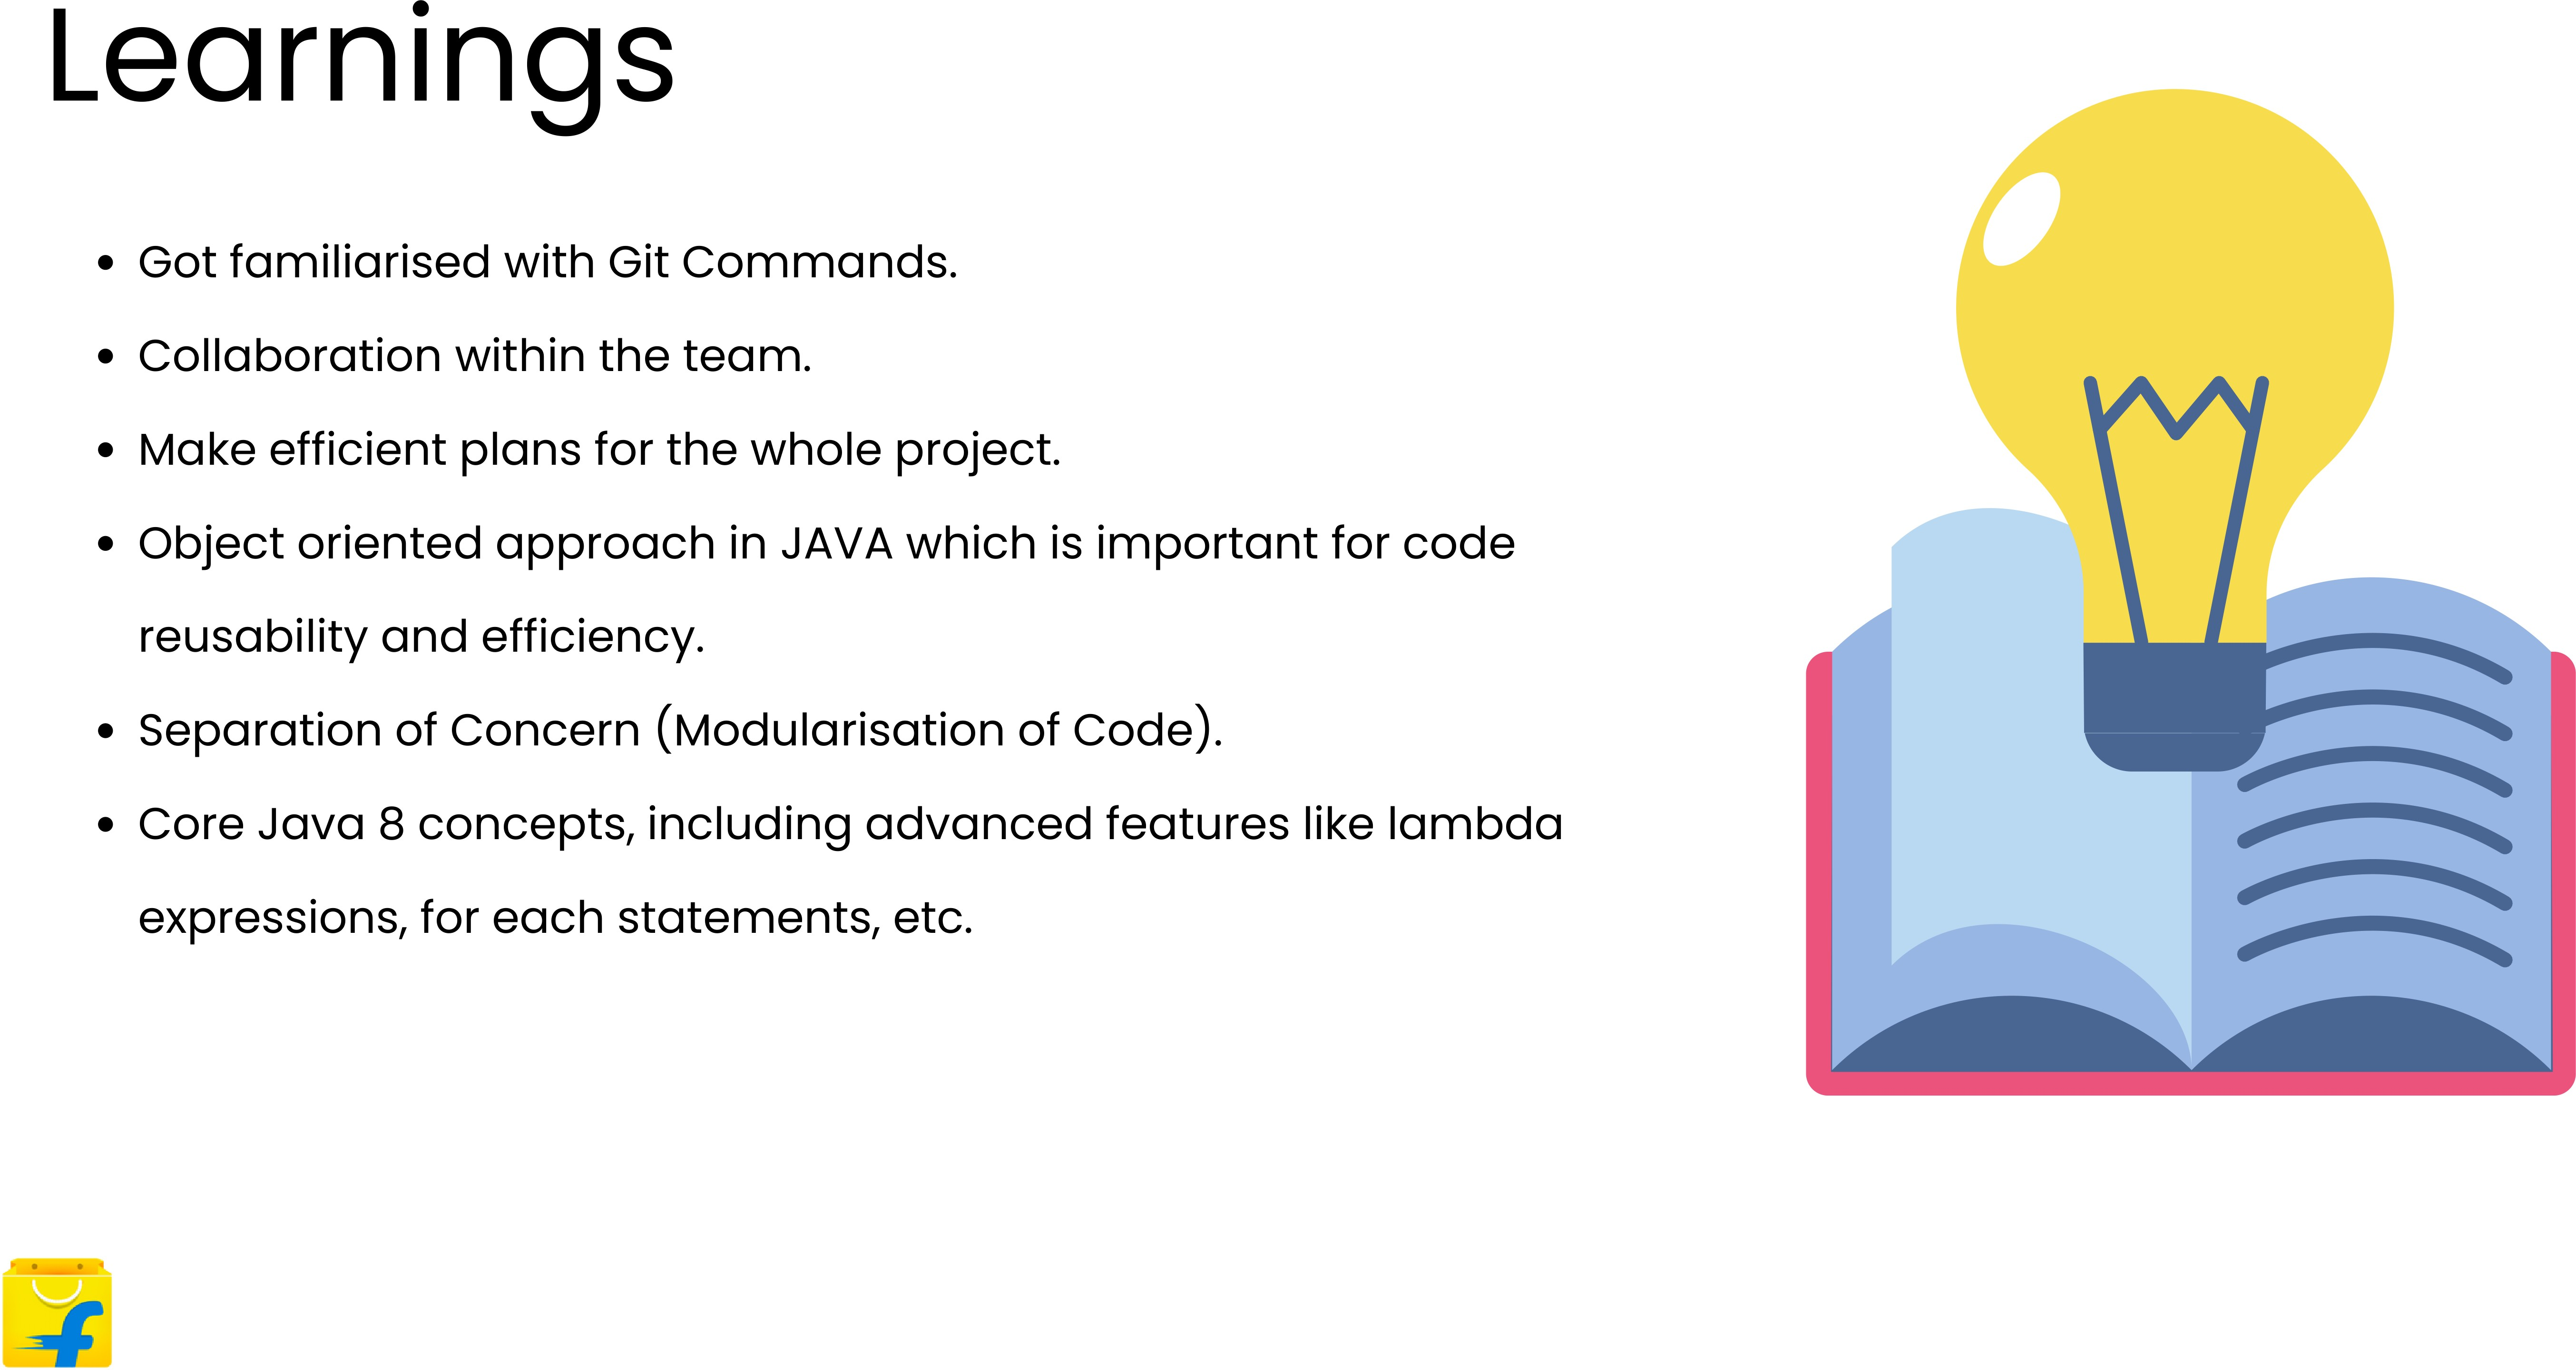 Learnings
• Got familiarised with Git Commands.
• Collaboration within the team.
• Make efficient plans for the whole project.
• Object oriented approach in JAVA which is important for code
reusability and efficiency.
• Separation of Concern (Modularisation of Code).
• Core Java 8 concepts, including advanced features like lambda
expressions, for each statements, etc.
f